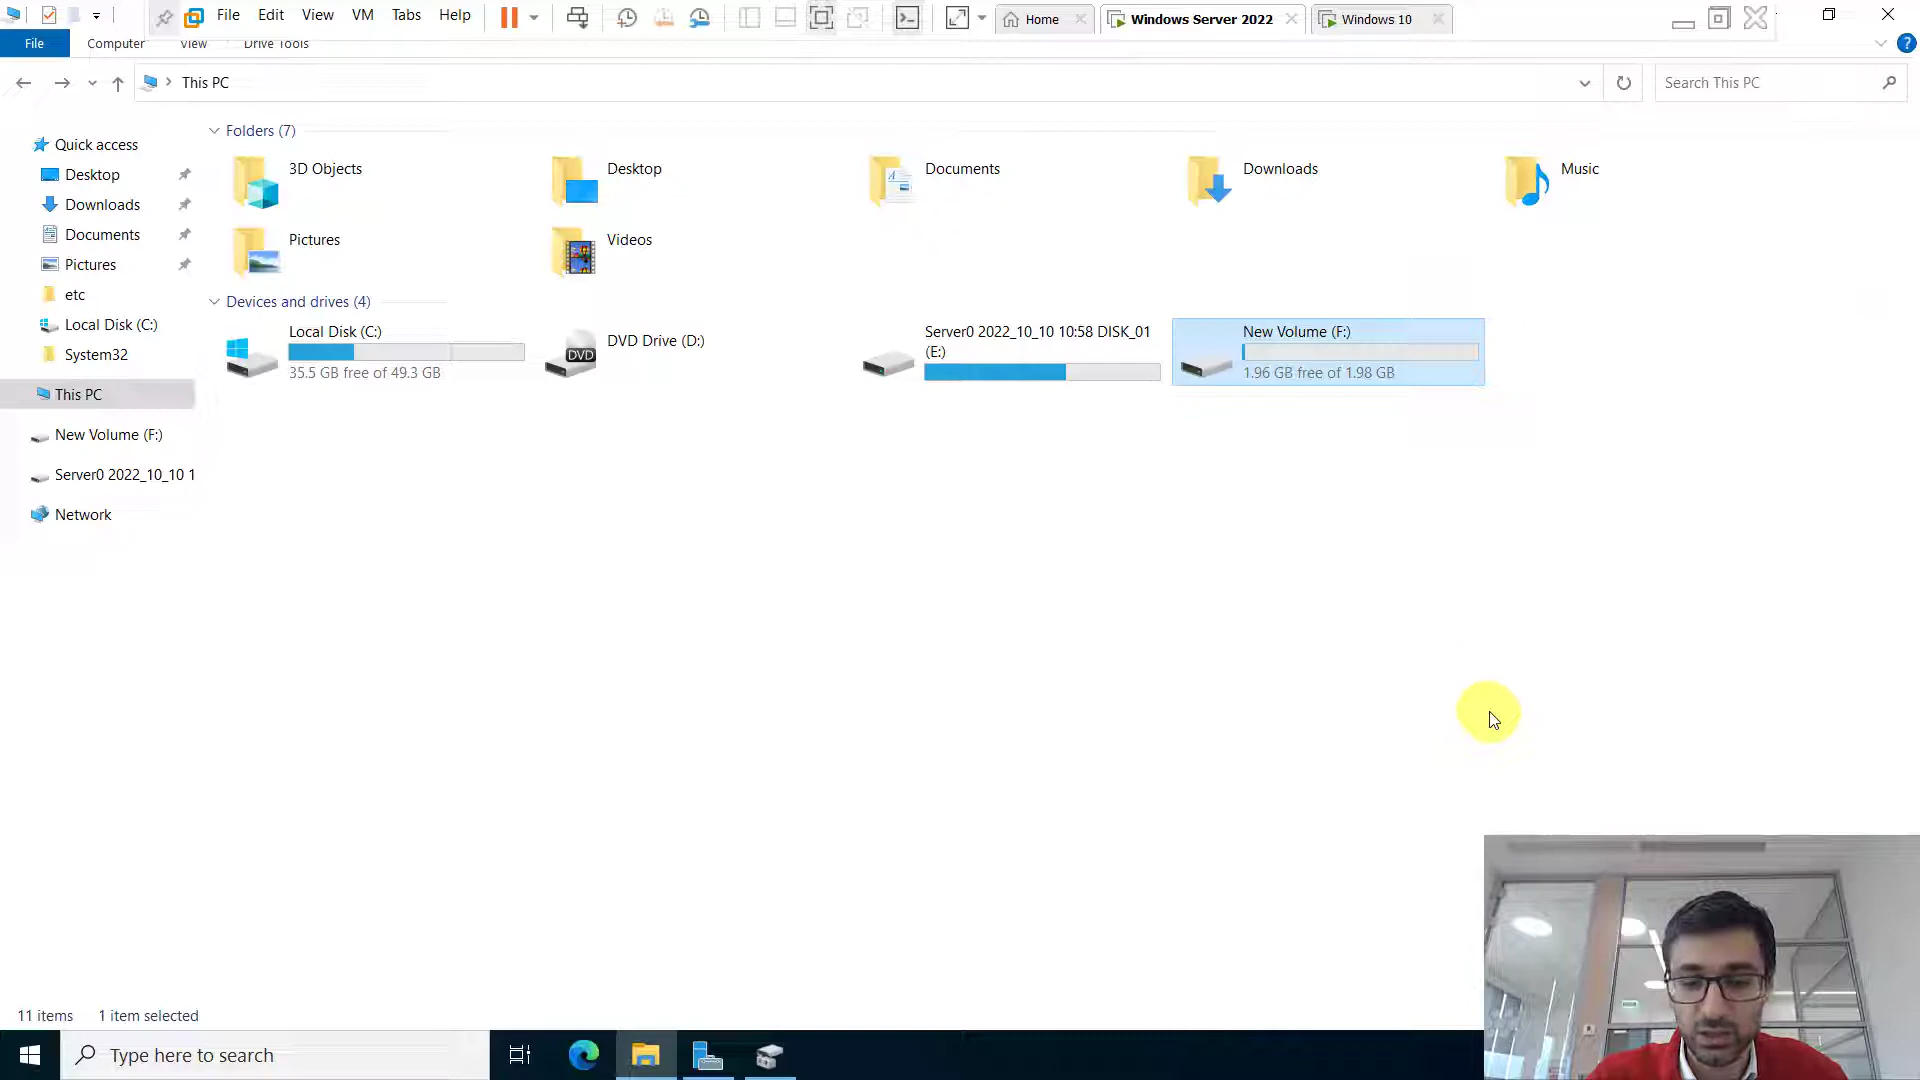 File Edit View VM Tabs Help Home Windows Server 2022 Windows 10
File Computer View Drive Tools
This PC Search This PC
Quick access
Desktop
Downloads
Documents
Pictures
etc
Local Disk (C:)
System32
This PC
New Volume (F:)
Server0 2022_10_10 1
Network
Folders (7)
3D Objects Desktop Documents Downloads Music
Pictures Videos
Devices and drives (4)
Local Disk (C:)
35.5 GB free of 49.3 GB
DVD Drive (D:)
DVD
Server0 2022_10_10 10:58 DISK_01
(E:)
New Volume (F:)
1.96 GB free of 1.98 GB
11 items 1 item selected
Type here to search